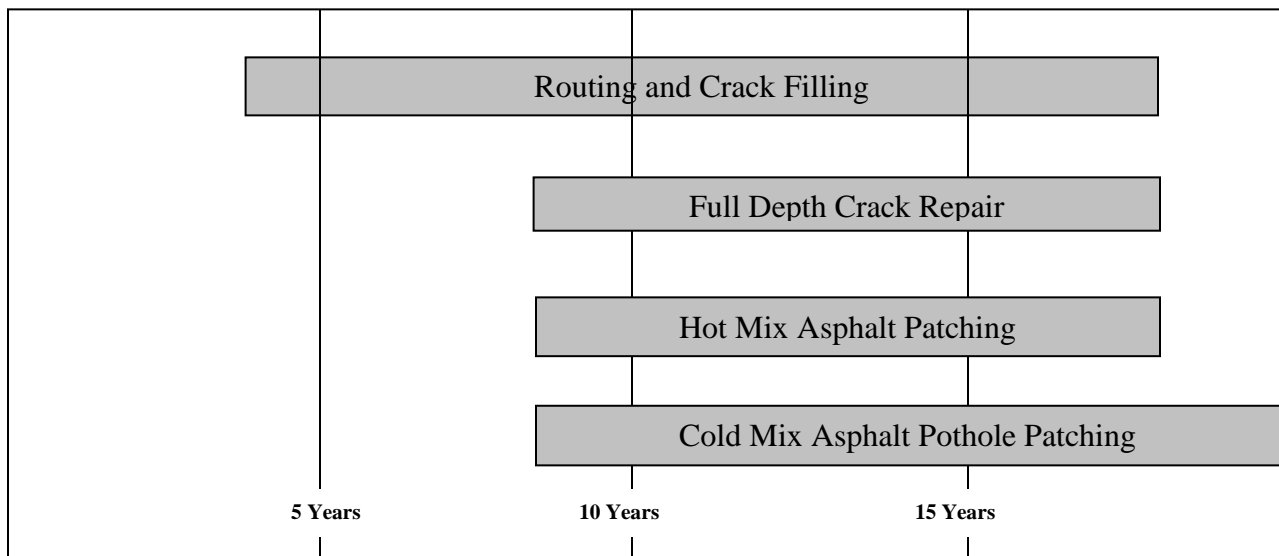 Routing and Crack Filling
Full Depth Crack Repair
Hot Mix Asphalt Patching
Cold Mix Asphalt Pothole Patching
5 Years 10 Years 15 Years